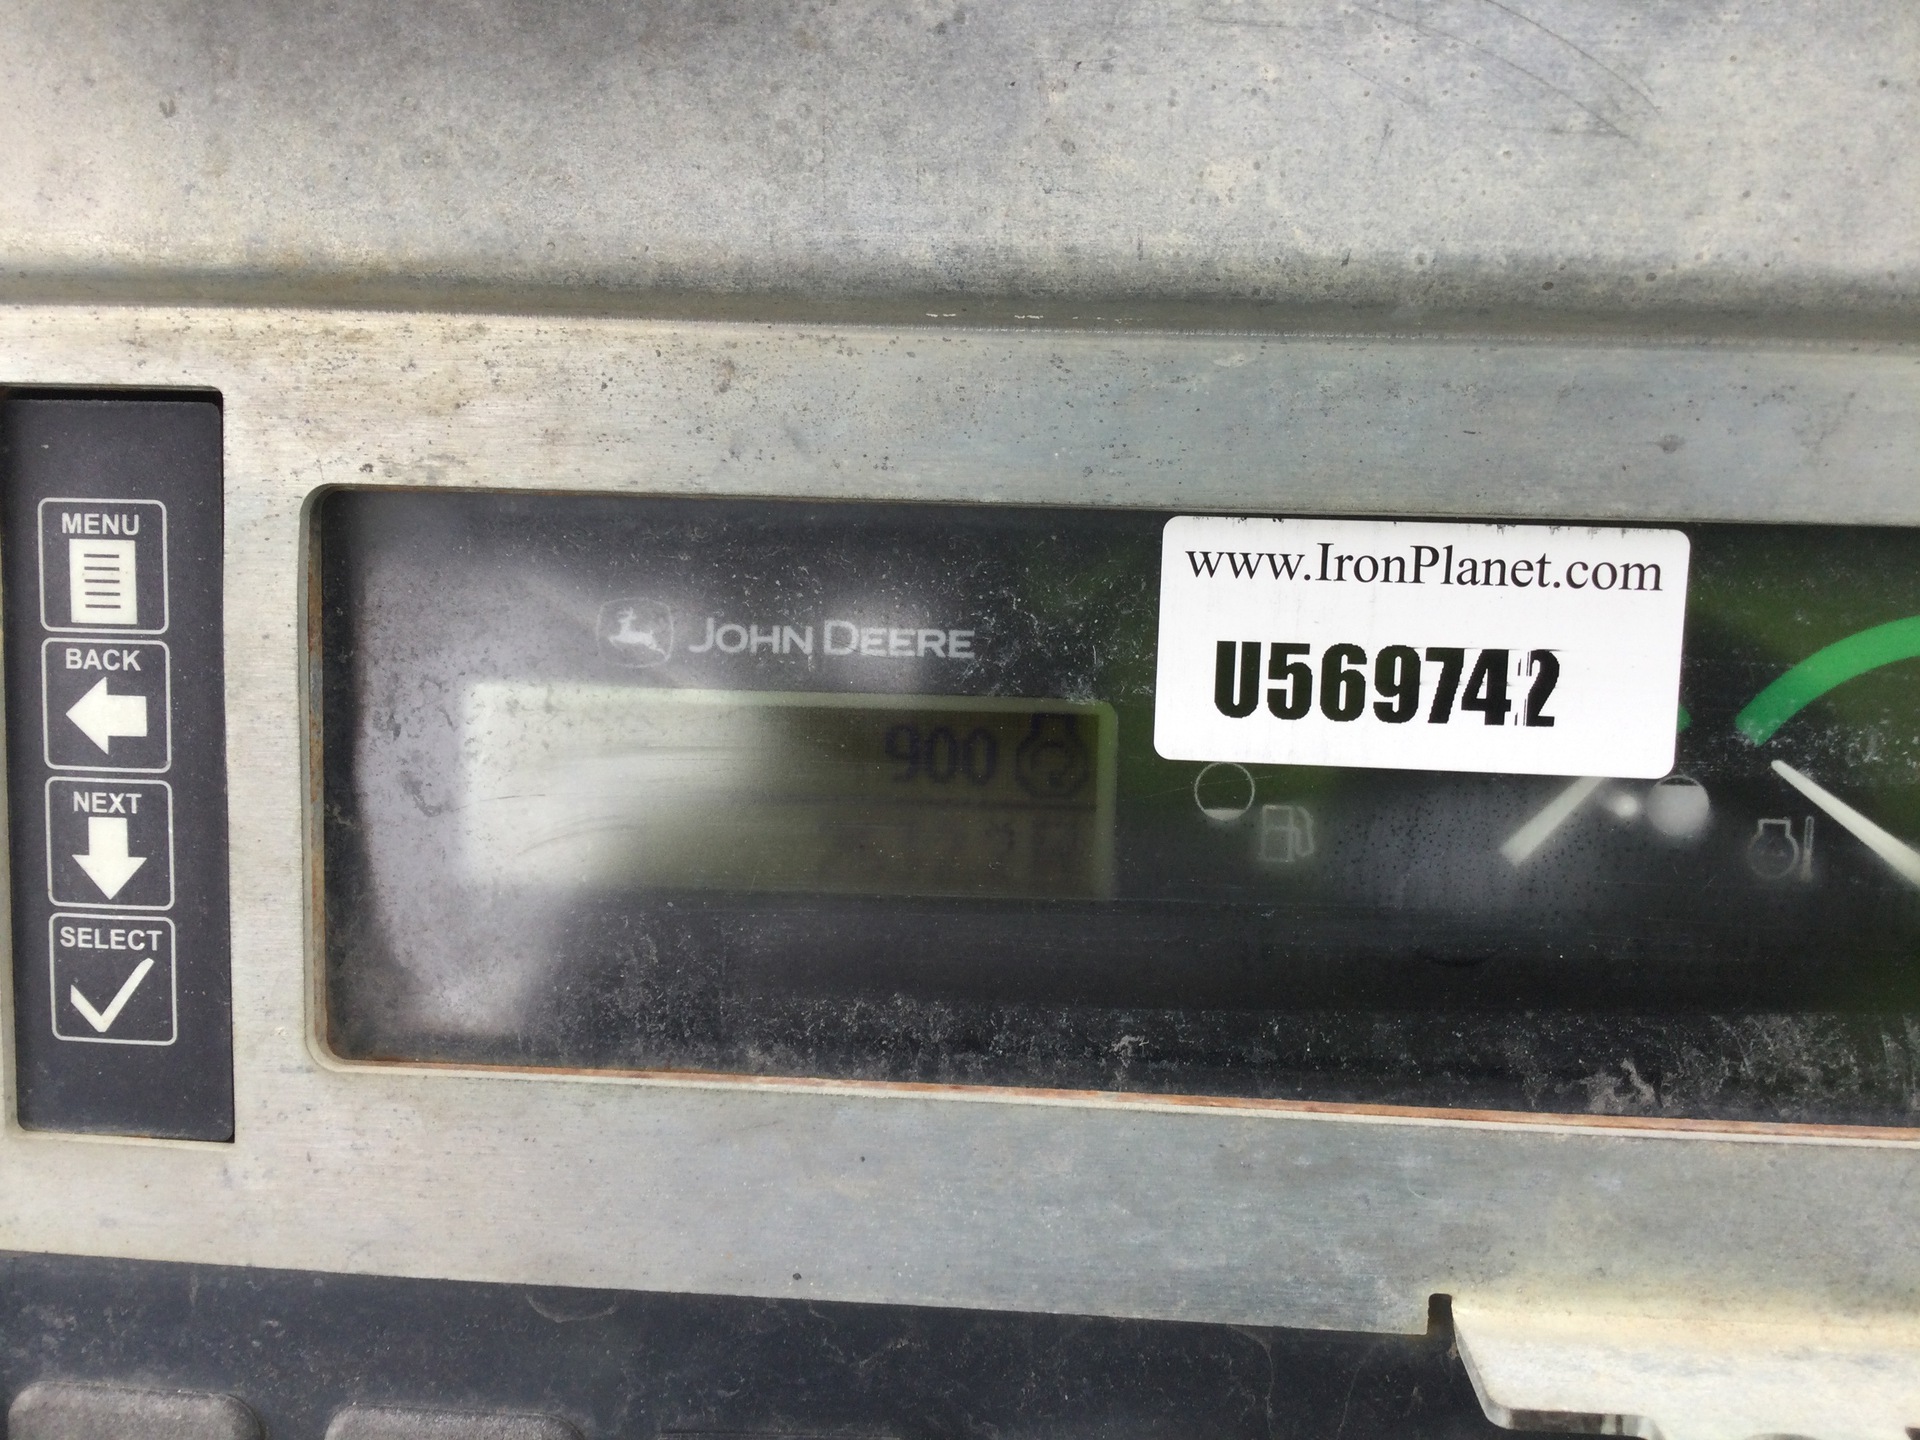 MENU
BACK
NEXT
SELECT
JOHN DEERE
900
www.IronPlanet.com
U569742